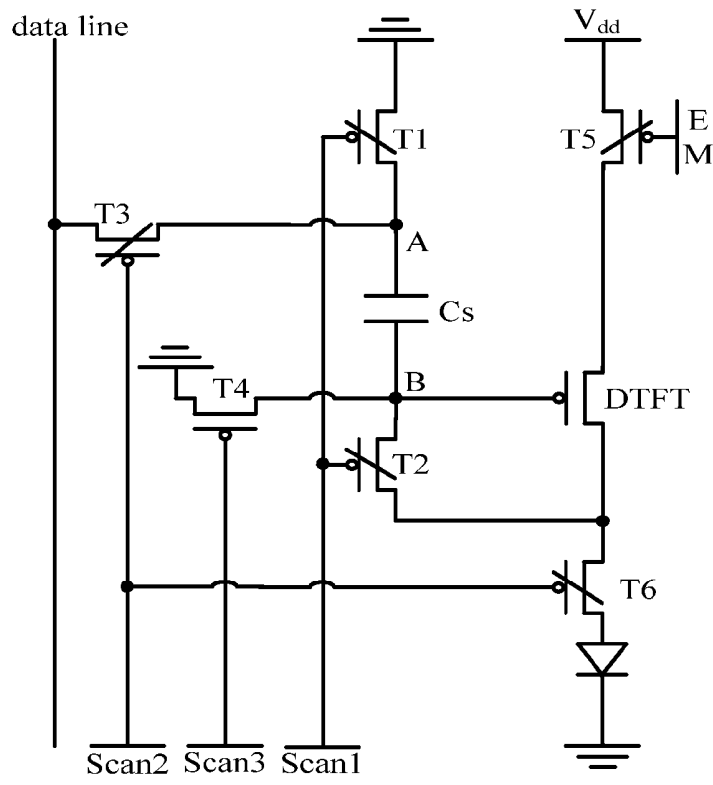 data line
Vdd
T1
T5
E
M
T3
A
Cs
B
T4
DTFT
T2
T6
Scan2
Scan3
Scan1